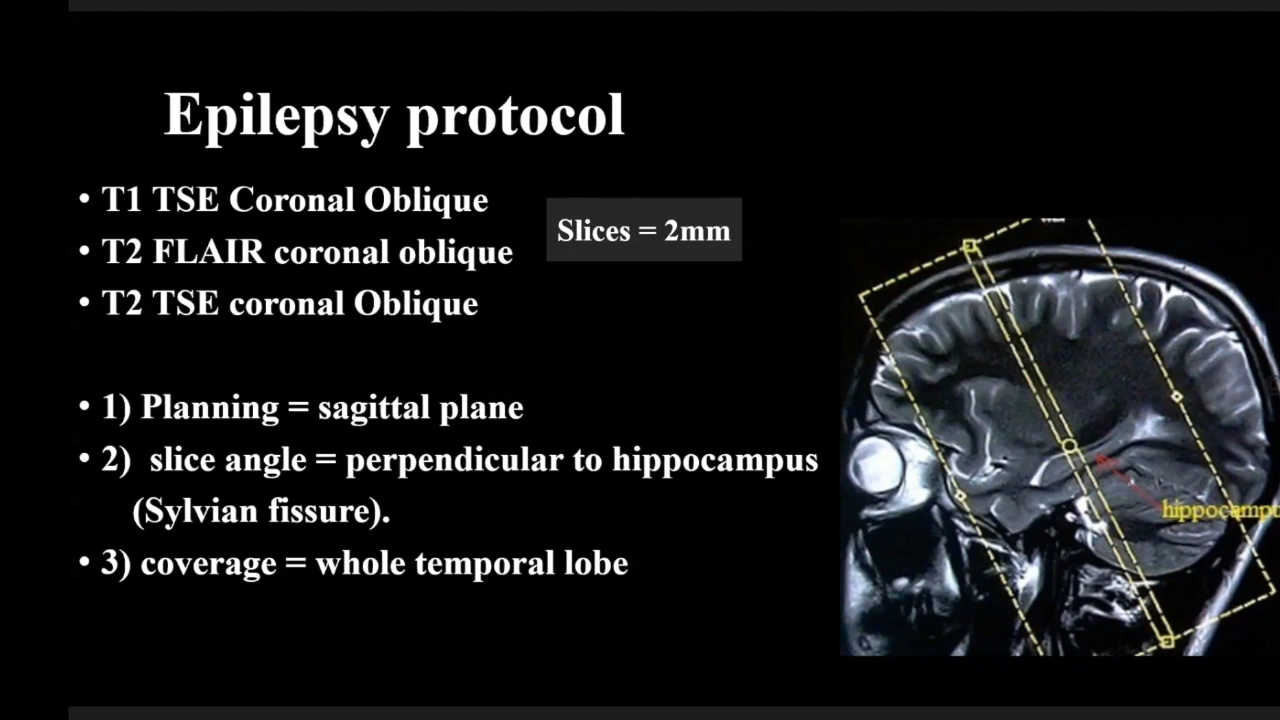 Epilepsy protocol
• T1 TSE Coronal Oblique
• T2 FLAIR coronal oblique
• T2 TSE coronal Oblique
Slices = 2mm
• 1) Planning = sagittal plane
• 2) slice angle = perpendicular to hippocampus
(Sylvian fissure).
• 3) coverage = whole temporal lobe
hippocampu